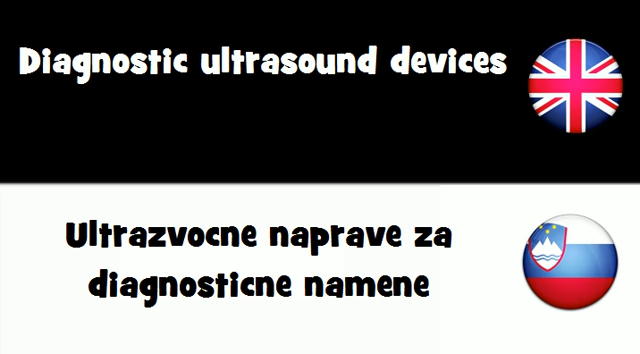 Diagnostic ultrasound devices
Ultrazvocne naprave za
diagnosticne namene